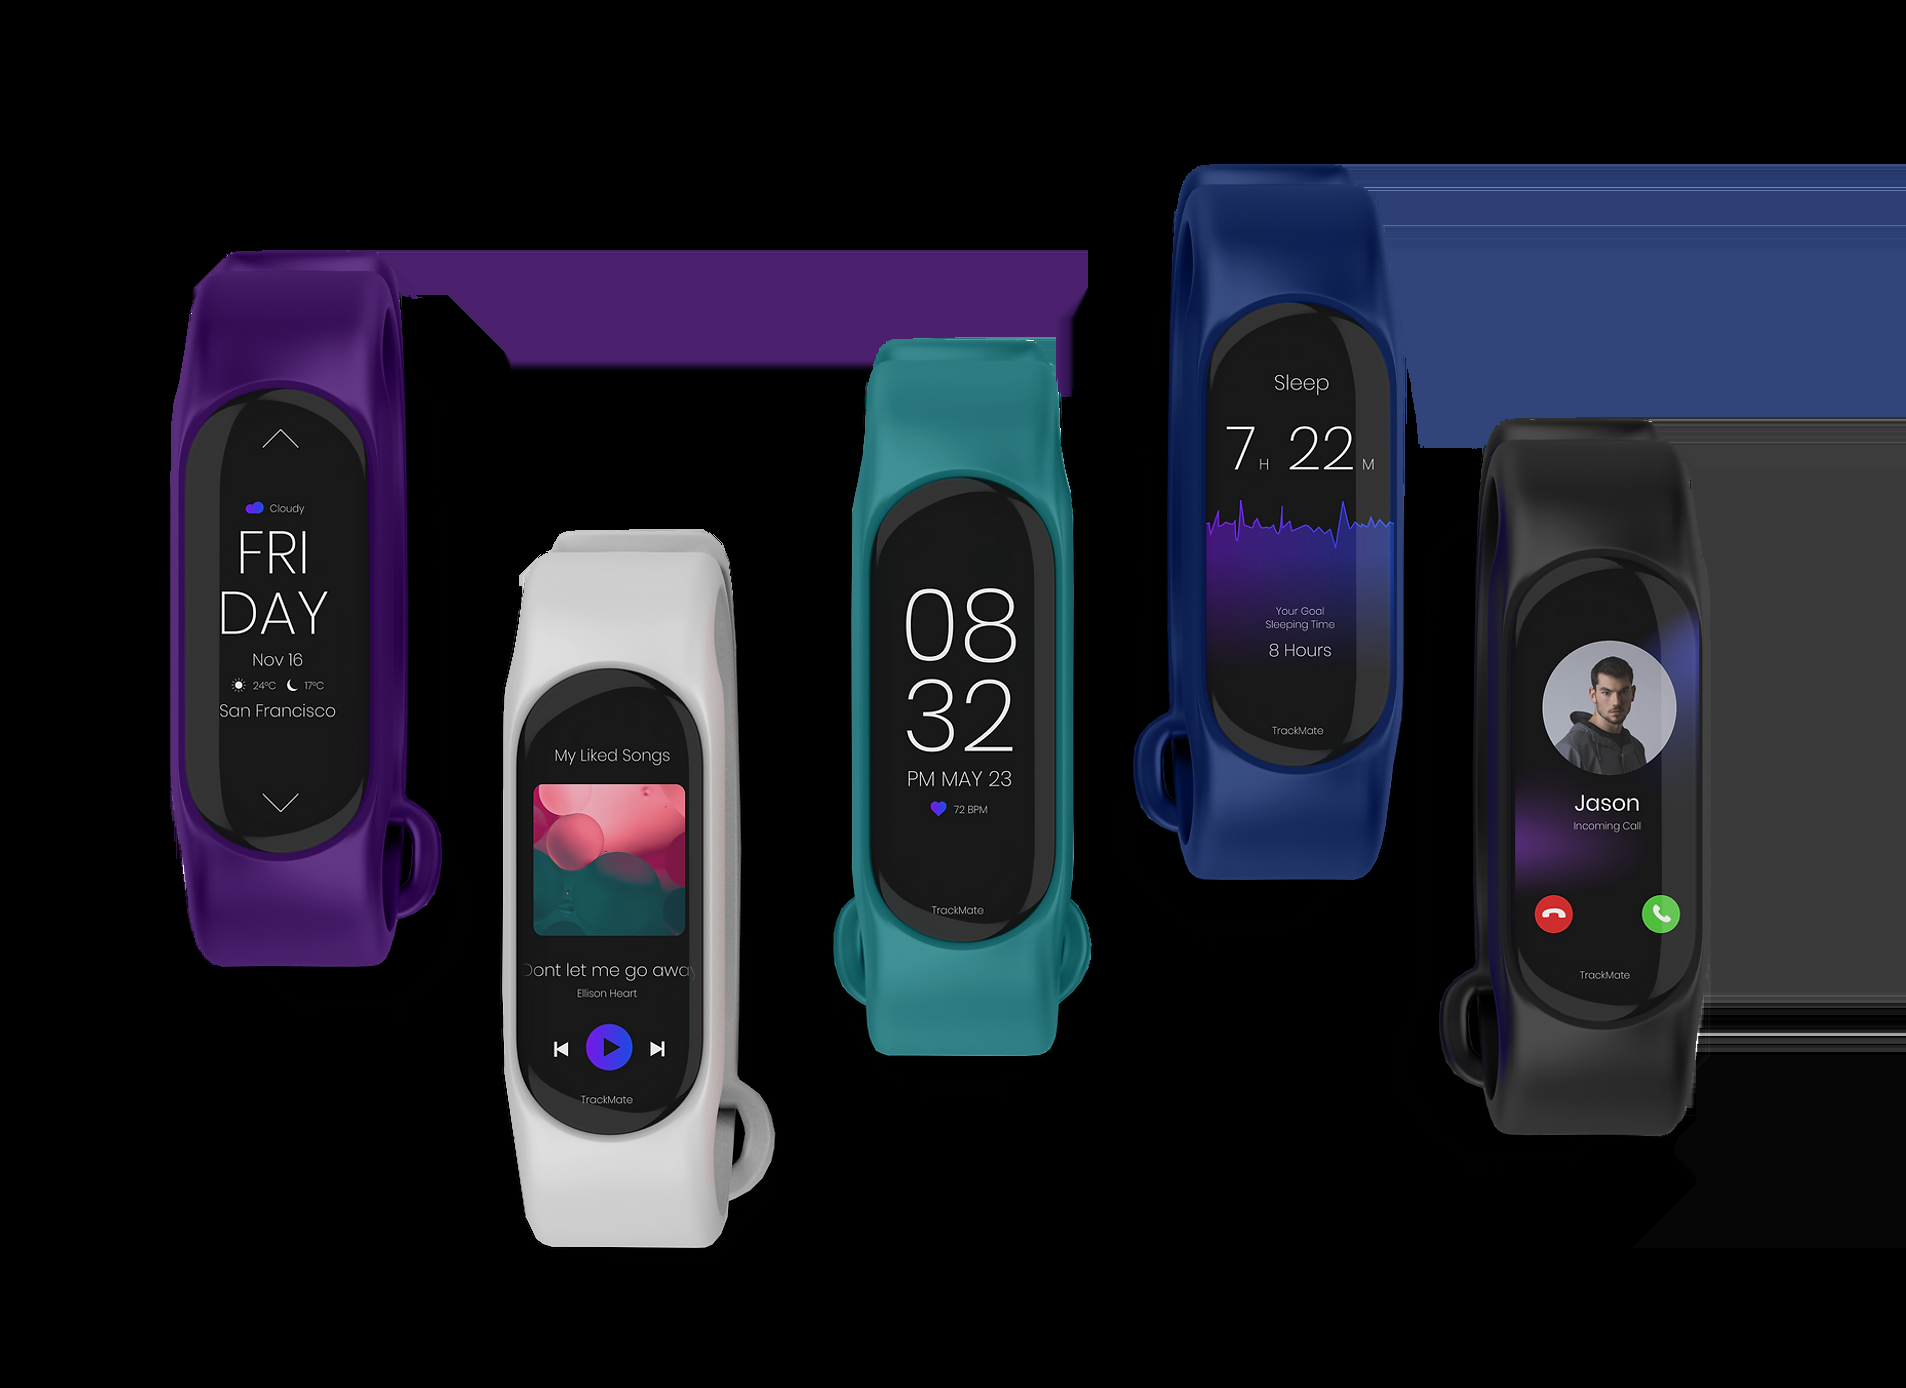 Cloudy
FRI
DAY
Nov 16
24°C 17°C
San Francisco
My Liked Songs
Dont let me go away
Ellison Heart
TrackMate
08
32
PM MAY 23
72 BPM
TrackMate
Sleep
7 H 22 M
Your Goal
Sleeping Time
8 Hours
TrackMate
Jason
Incoming Call
TrackMate